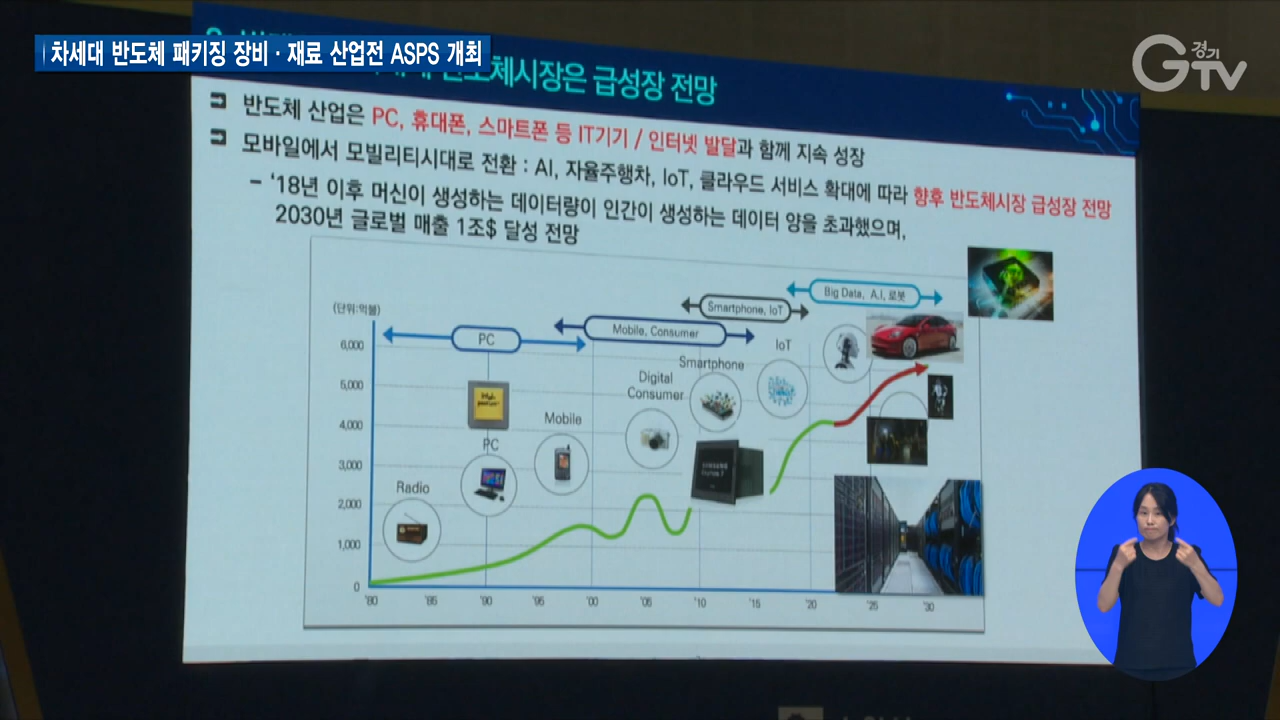 차세대 반도체 패키징 장비·재료 산업전 ASPS 개최
경기
GTV
반도체시장은 급성장 전망
반도체 산업은 PC, 휴대폰, 스마트폰 등 IT기기 / 인터넷 발달과 함께 지속 성장
모바일에서 모빌리티시대로 전환 : AI, 자율주행차, IoT, 클라우드 서비스 확대에 따라 향후 반도체시장 급성장 전망
- '18년 이후 머신이 생성하는 데이터량이 인간이 생성하는 데이터 양을 초과했으며,
2030년 글로벌 매출 1조$ 달성 전망
(단위:억불)
Big Data, A.I, 로봇
Smartphone, IoT
Mobile, Consumer
PC
6,000
5,000
4,000
3,000
2,000
1,000
0
IoT
Smartphone
Digital
Consumer
Mobile
PC
Radio
SAMSUNG
'80
'85
'90
'95
'00
'05
'10
'15
'20
'25
'30